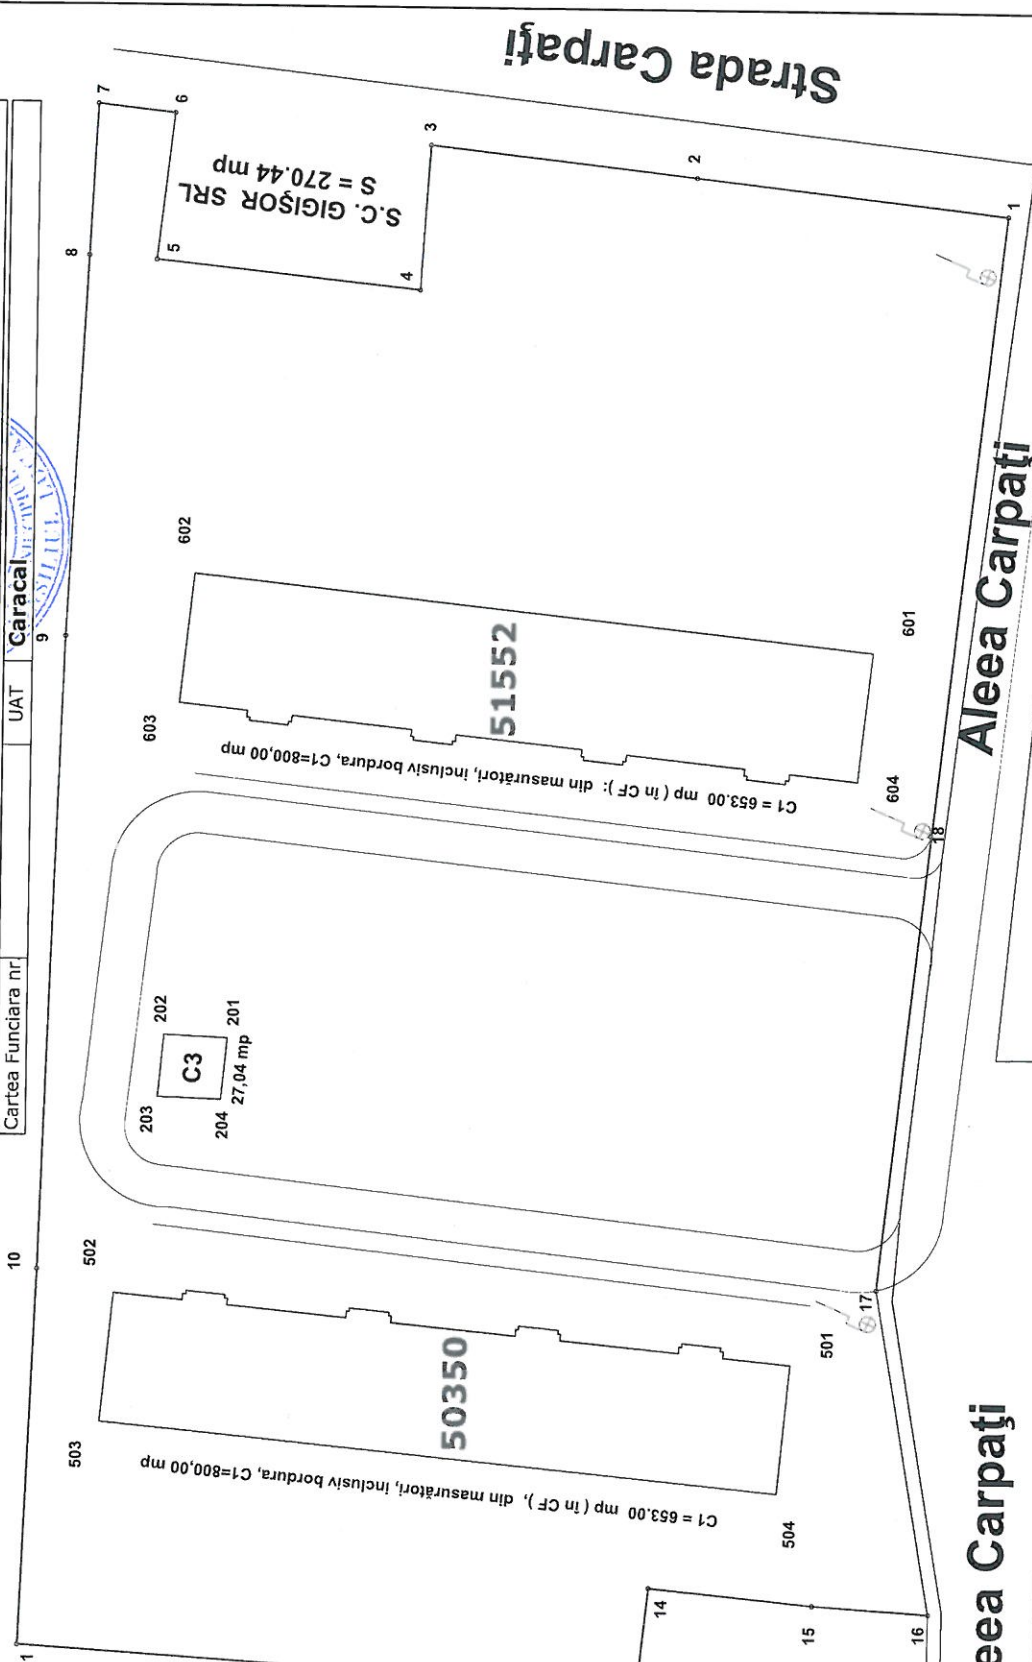 Cartea Funciara nr
UAT
Caracal
Strada Carpaţi
7
6
8
S.C. GIGIŞOR SRL
S = 270.44 mp
3
2
5
4
1
9
602
603
51552
C1 = 653.00 mp ( în CF ): din masurători, inclusiv bordura, C1=800,00 mp
601
604
18
Aleea Carpaţi
202
203
C3
201
204
27,04 mp
10
502
503
50350
C1 = 653.00 mp ( în CF ), din masurători, inclusiv bordura, C1=800,00 mp
501
504
17
14
15
16
eea Carpaţi
1